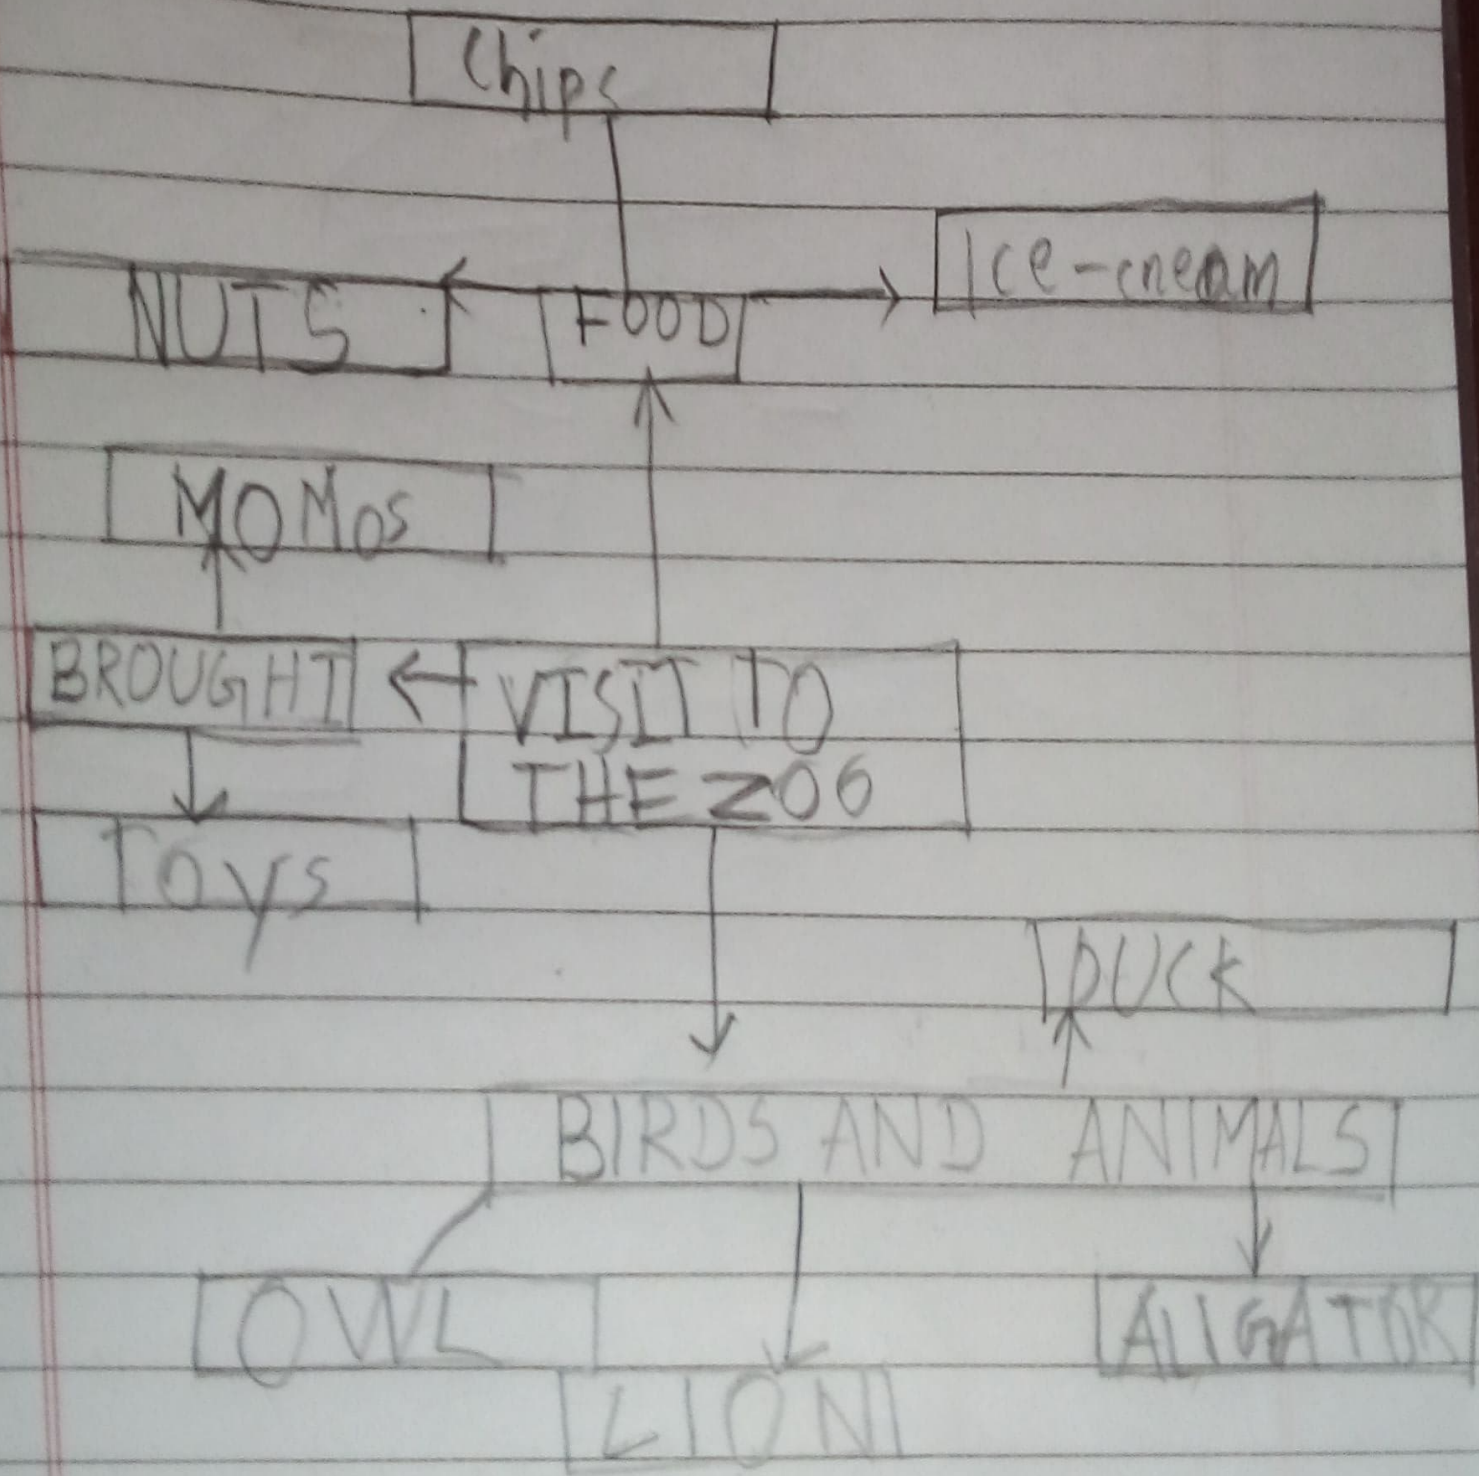 Chips
Ice-cream
NUTS
FOOD
MOMOS
BROUGHT
VISIT TO
THE ZOO
Toys
DUCK
BIRDS AND ANIMALS
OWL
ALIGATOR
LION